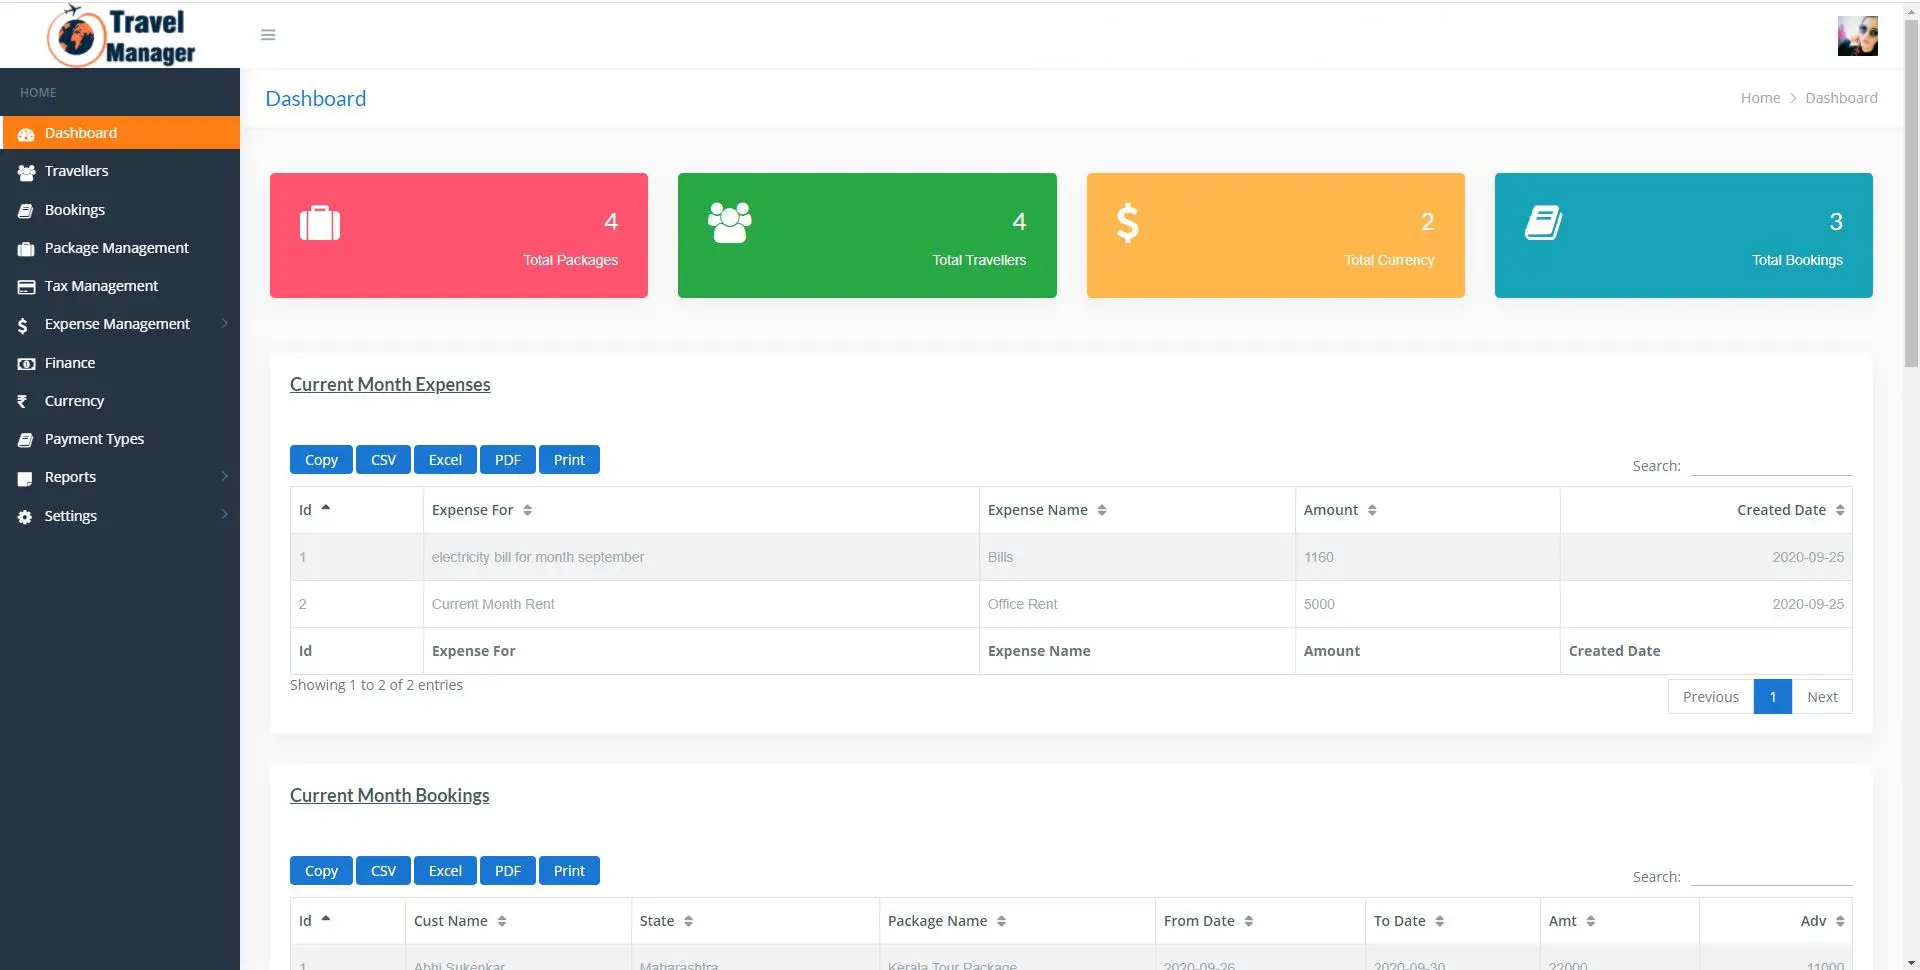 Travel
Manager
HOME
Dashboard
Travellers
Bookings
Package Management
Tax Management
Expense Management
Finance
Currency
Payment Types
Reports
Settings
Dashboard
Home > Dashboard
4
Total Packages
4
Total Travellers
2
Total Currency
3
Total Bookings
Current Month Expenses
Copy CSV Excel PDF Print
Search:
Id Expense For Expense Name Amount Created Date
1 electricity bill for month september Bills 1160 2020-09-25
2 Current Month Rent Office Rent 5000 2020-09-25
Id Expense For Expense Name Amount Created Date
Showing 1 to 2 of 2 entries
Previous 1 Next
Current Month Bookings
Copy CSV Excel PDF Print
Search:
Id Cust Name State Package Name From Date To Date Amt Adv
1 Abhi Sukenkar Maharashtra Kerala Tour Package 2020-09-26 2020-09-30 22000 11000